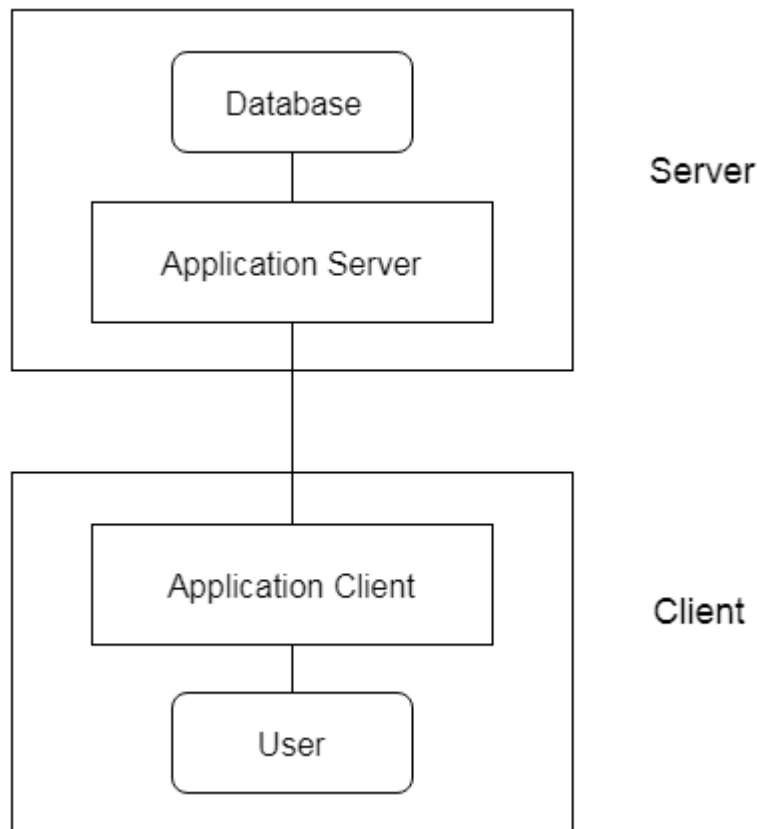 Database
Server
Application Server
Application Client
Client
User